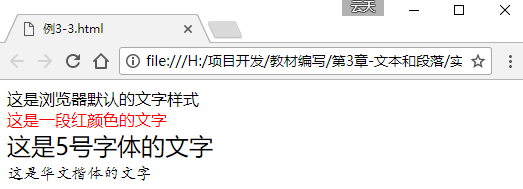 云天
例3-3.html
file:///H:/项目开发/教材编写/第3章-文本和段落/实
这是浏览器默认的文字样式
这是一段红颜色的文字
这是5号字体的文字
这是华文楷体的文字